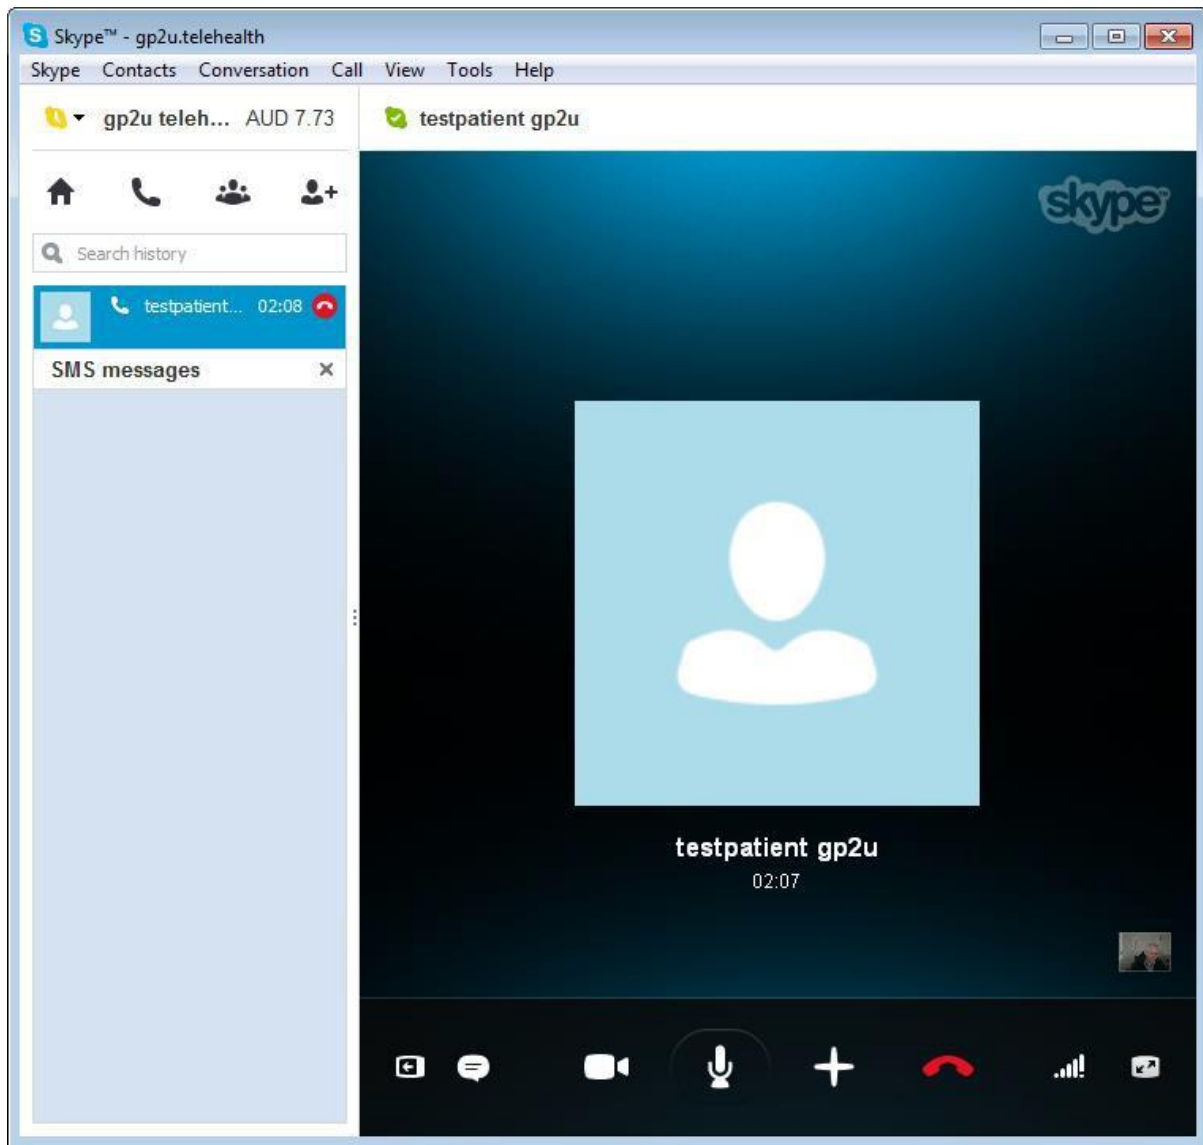 Skype™ - gp2u.telehealth
Skype Contacts Conversation Call View Tools Help
gp2u teleh... AUD 7.73
testpatient gp2u
skype™
Search history
testpatient... 02:08
SMS messages
testpatient gp2u
02:07